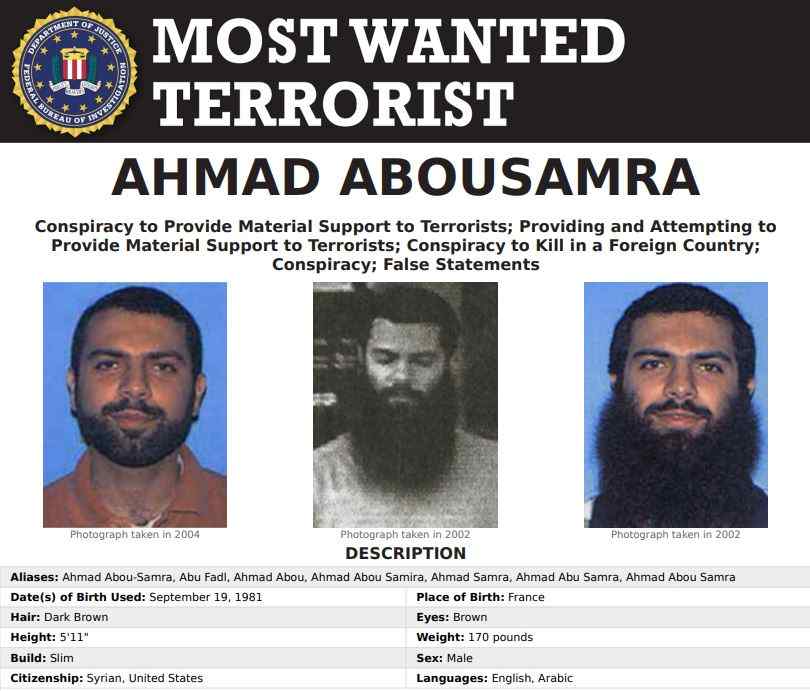 DEPARTMENT OF JUSTICE
FEDERAL BUREAU OF INVESTIGATION
MOST WANTED
TERRORIST
AHMAD ABOUSAMRA
Conspiracy to Provide Material Support to Terrorists; Providing and Attempting to
Provide Material Support to Terrorists; Conspiracy to Kill in a Foreign Country;
Conspiracy; False Statements
Photograph taken in 2004
Photograph taken in 2002
Photograph taken in 2002
DESCRIPTION
Aliases: Ahmad Abou-Samra, Abu Fadl, Ahmad Abou, Ahmad Abou Samira, Ahmad Samra, Ahmad Abu Samra, Ahmad Abou Samra
Date(s) of Birth Used: September 19, 1981
Place of Birth: France
Hair: Dark Brown
Eyes: Brown
Height: 5'11"
Weight: 170 pounds
Build: Slim
Sex: Male
Citizenship: Syrian, United States
Languages: English, Arabic